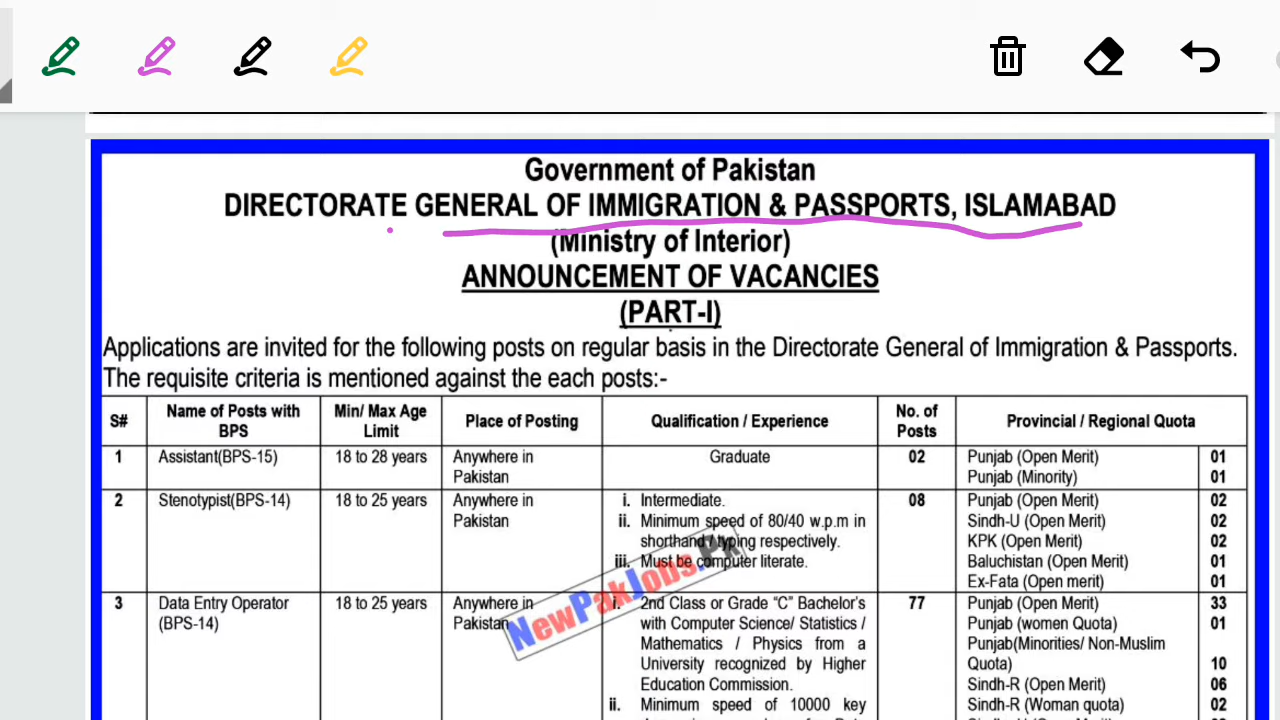 Government of Pakistan
DIRECTORATE GENERAL OF IMMIGRATION & PASSPORTS, ISLAMABAD
(Ministry of Interior)
ANNOUNCEMENT OF VACANCIES
(PART-I)
Applications are invited for the following posts on regular basis in the Directorate General of Immigration & Passports.
The requisite criteria is mentioned against the each posts:-
S# Name of Posts with BPS Min/ Max Age Limit Place of Posting Qualification / Experience No. of Posts Provincial / Regional Quota
1 Assistant(BPS-15) 18 to 28 years Anywhere in Graduate 02 Punjab (Open Merit) 01
Pakistan Punjab (Minority) 01
2 Stenotypist(BPS-14) 18 to 25 years Anywhere in i. Intermediate. 08 Punjab (Open Merit) 02
Pakistan ii. Minimum speed of 80/40 w.p.m in Sindh-U (Open Merit) 02
shorthand / typing respectively. KPK (Open Merit) 02
iii. Must be computer literate. Baluchistan (Open Merit) 01
Ex-Fata (Open merit) 01
3 Data Entry Operator 18 to 25 years Anywhere in i. 2nd Class or Grade “C” Bachelor's 77 Punjab (Open Merit) 33
(BPS-14) Pakistan with Computer Science/ Statistics / Punjab (women Quota) 01
Mathematics / Physics from a Punjab(Minorities/ Non-Muslim
University recognized by Higher Quota) 10
Education Commission. Sindh-R (Open Merit) 06
ii. Minimum speed of 10000 key Sindh-R (Woman quota) 02
NewPakJobs.Pk